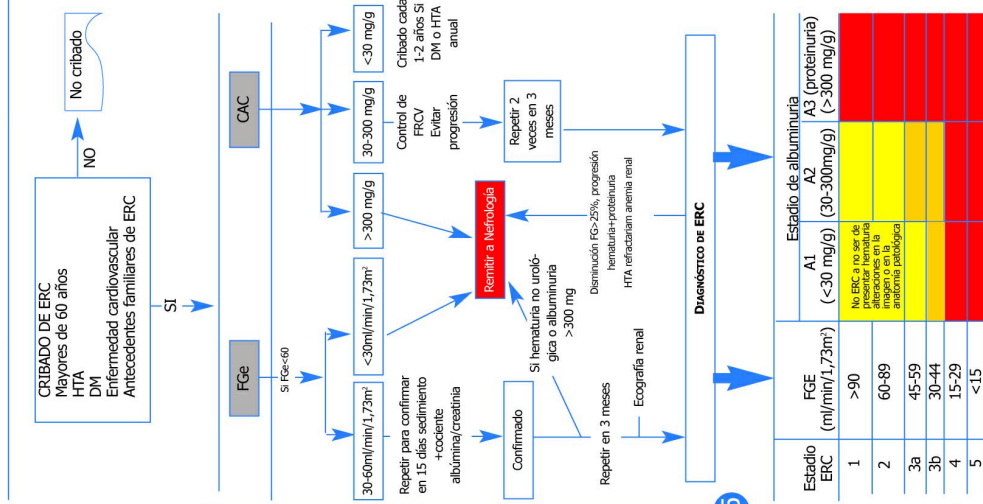 CRIBADO DE ERC
Mayores de 60 años
HTA
DM
Enfermedad cardiovascular
Antecedentes familiares de ERC
NO
No cribado
SI
FGe
CAC
Si FGe<60
30-60ml/min/1,73m²
<30ml/min/1,73m²
>300 mg/g
30-300 mg/g
<30 mg/g
Repetir para confirmar
en 15 días sedimiento
+cociente
albúmina/creatinia
Control de
FRCV
Evitar
progresión
Cribado cada
1-2 años Si
DM o HTA
anual
Remitir a Nefrología
Confirmado
Repetir 2
veces en 3
meses
Si hematuria no uroló-
gica o albuminuria
>300 mg
Disminución FG>25%, progresión
hematuria+proteinuria
HTA refractariam anemia renal
Repetir en 3 meses
Ecografía renal
DIAGNÓSTICO DE ERC
Estadio
ERC
FGE
(ml/min/1,73m²)
Estadio de albuminuria
A1
(<30 mg/g)
A2
(30-300mg/g)
A3 (proteinuria)
(>300 mg/g)
1
>90
No ERC a no ser de
presentar hematuria
alteraciones en la
imagen o en la
anatomía patológica
2
60-89
3a
45-59
3b
30-44
4
15-29
5
<15